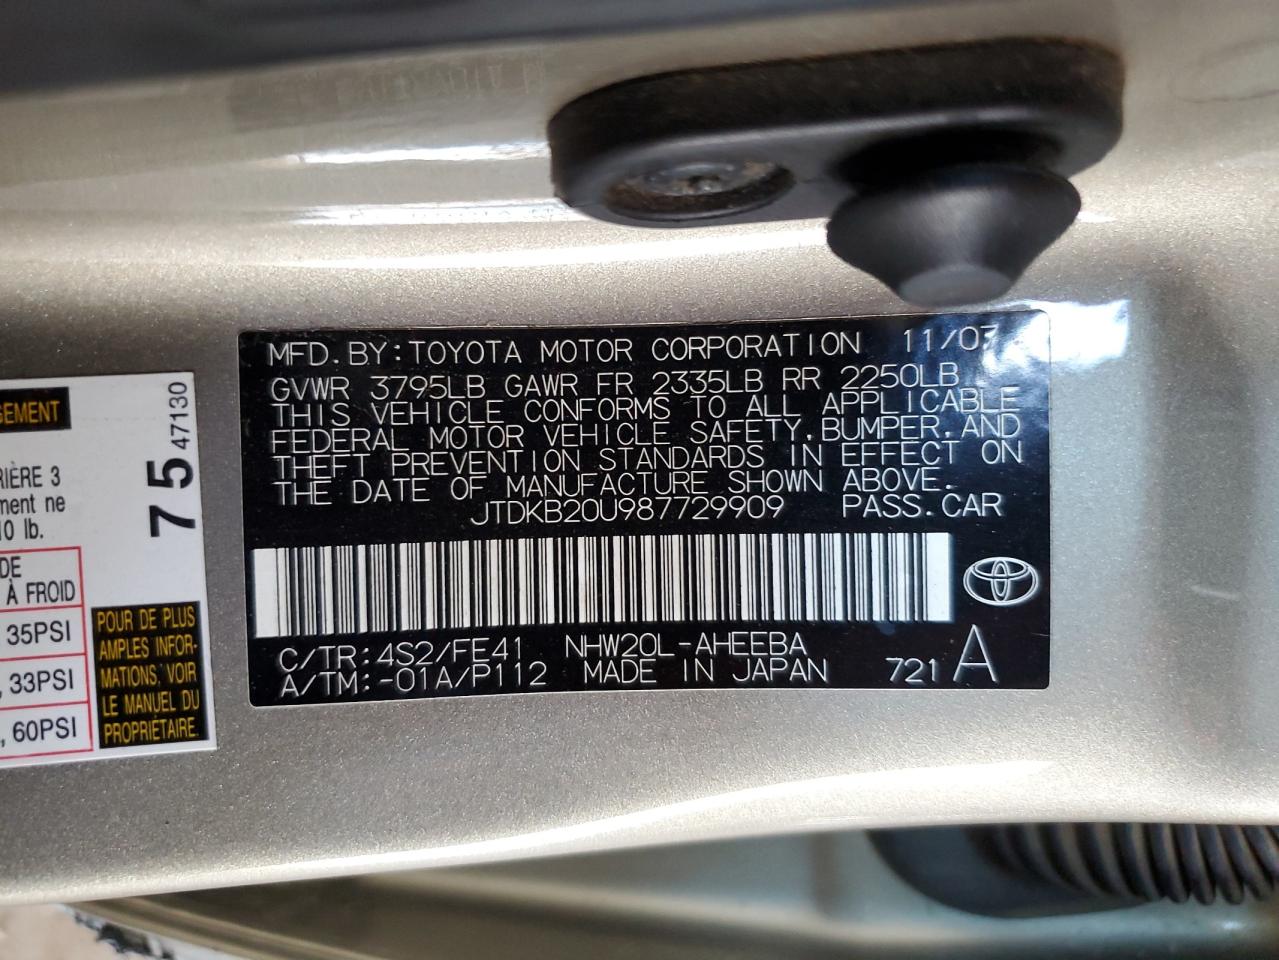 MFD. BY: TOYOTA MOTOR CORPORATION 11/07
GVWR 3795LB GAWR FR 2335LB RR 2250LB
THIS VEHICLE CONFORMS TO ALL APPLICABLE
FEDERAL MOTOR VEHICLE SAFETY, BUMPER, AND
THEFT PREVENTION STANDARDS IN EFFECT ON
THE DATE OF MANUFACTURE SHOWN ABOVE.
JTDKB20U987729909 PASS. CAR
C/TR: 4S2/FE41 NHW20L-AHEEBA
A/TM: -01A/P112 MADE IN JAPAN 721 A
GEMENT
RIÈRE 3
ment ne
10 lb.
DE
À FROID
35PSI
, 33PSI
, 60PSI
75
47130
POUR DE PLUS
AMPLES INFOR-
MATIONS, VOIR
LE MANUEL DU
PROPRIÉTAIRE.